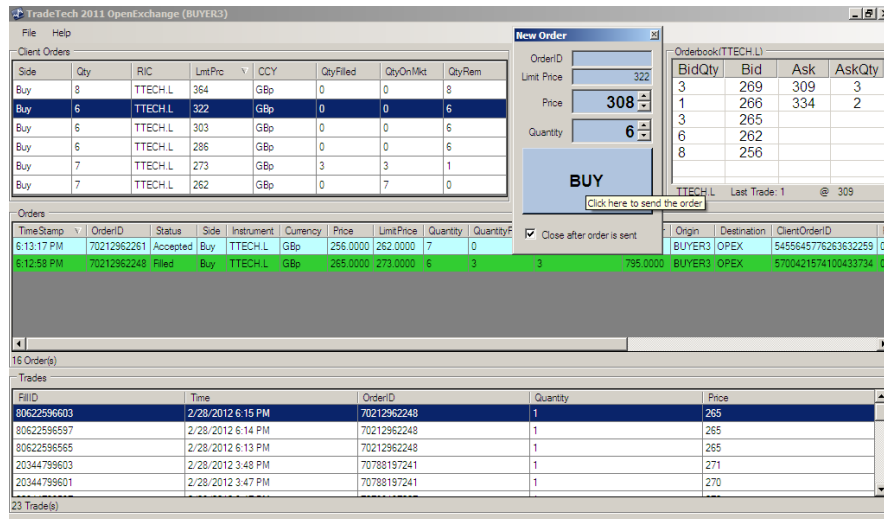 TradeTech 2011 OpenExchange (BUYER3)
File Help
Client Orders
Side Qty RIC LmtPrc CCY QtyFilled QtyOnMkt QtyRem
Buy 8 TTECH.L 364 GBp 0 0 8
Buy 6 TTECH.L 322 GBp 0 0 6
Buy 6 TTECH.L 303 GBp 0 0 6
Buy 6 TTECH.L 286 GBp 0 0 6
Buy 7 TTECH.L 273 GBp 3 3 1
Buy 7 TTECH.L 262 GBp 0 7 0
New Order
OrderID
Limit Price 322
Price 308
Quantity 6
BUY
Click here to send the order
Close after order is sent
Orderbook(TTECH.L)
BidQty Bid Ask AskQty
3 269 309 3
1 266 334 2
3 265
6 262
8 256
TTECH.L Last Trade: 1 @ 309
Orders
TimeStamp OrderID Status Side Instrument Currency Price LimitPrice Quantity QuantityF Origin Destination ClientOrderID
6:13:17 PM 70212962261 Accepted Buy TTECH.L GBp 256.0000 262.0000 7 0 BUYER3 OPEX 5455645776263632259 0
6:12:58 PM 70212962248 Filled Buy TTECH.L GBp 265.0000 273.0000 6 3 3 795.0000 BUYER3 OPEX 5700421574100433734 0
16 Order(s)
Trades
FillID Time OrderID Quantity Price
80622596603 2/28/2012 6:15 PM 70212962248 1 265
80622596597 2/28/2012 6:14 PM 70212962248 1 265
80622596565 2/28/2012 6:13 PM 70212962248 1 265
20344799603 2/28/2012 3:48 PM 70788197241 1 271
20344799601 2/28/2012 3:47 PM 70788197241 1 270
23 Trade(s)